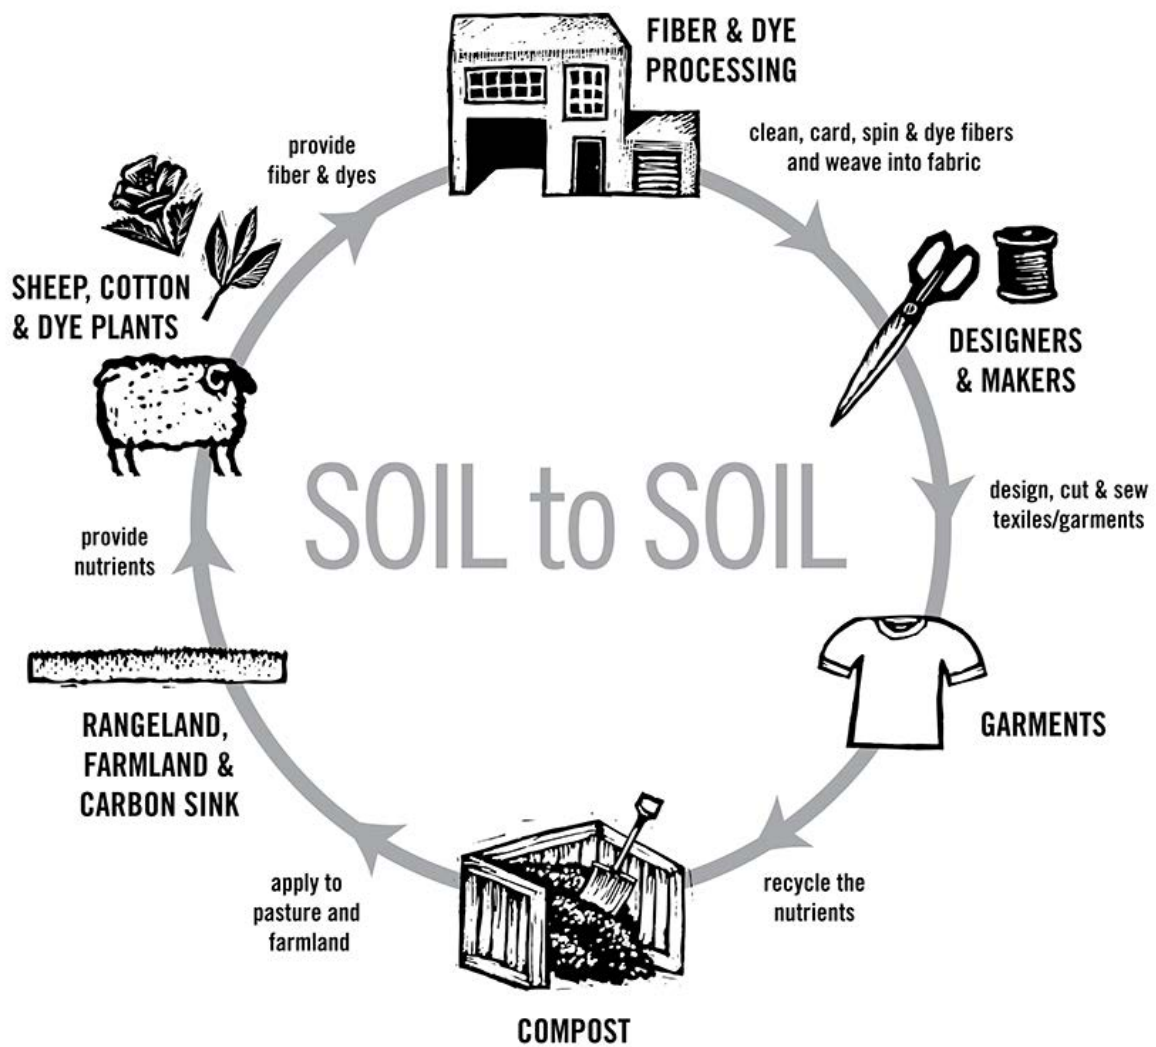 FIBER & DYE
PROCESSING
clean, card, spin & dye fibers
and weave into fabric
DESIGNERS
& MAKERS
design, cut & sew
texiles/garments
GARMENTS
recycle the
nutrients
COMPOST
apply to
pasture and
farmland
RANGELAND,
FARMLAND &
CARBON SINK
provide
nutrients
SHEEP, COTTON
& DYE PLANTS
provide
fiber & dyes
SOIL to SOIL